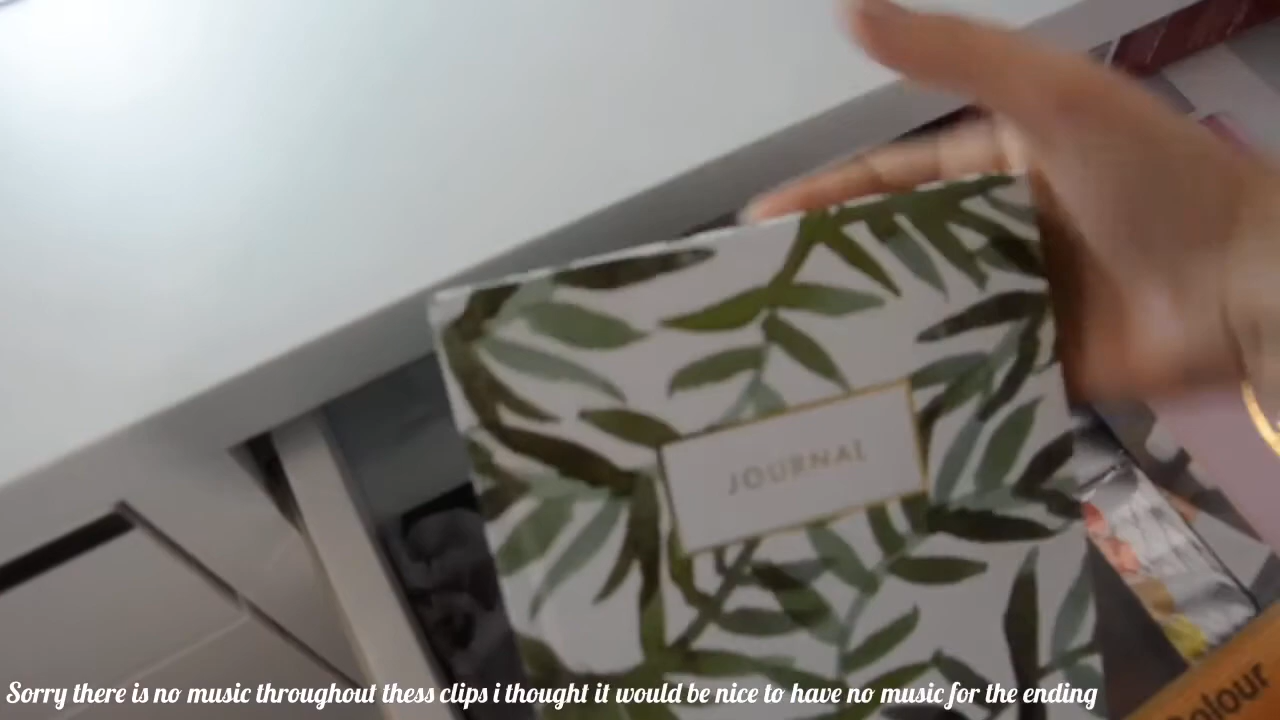 JOURNAL
colour
Sorry there is no music throughout thess clips i thought it would be nice to have no music for the ending